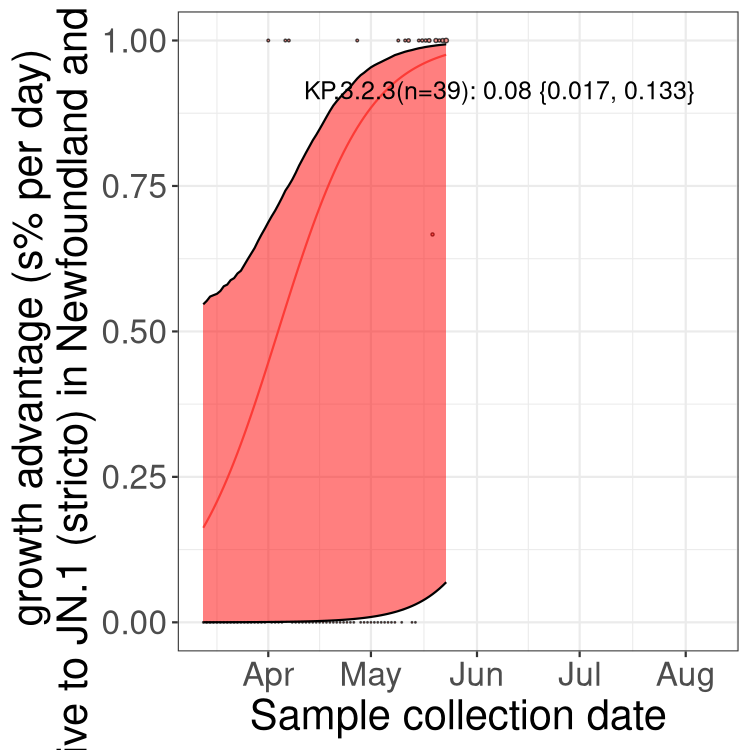 growth advantage (s% per day)
ive to JN.1 (stricto) in Newfoundland and
1.00
0.75
0.50
0.25
0.00
KP.3.2.3(n=39): 0.08 {0.017, 0.133}
Apr May Jun Jul Aug
Sample collection date